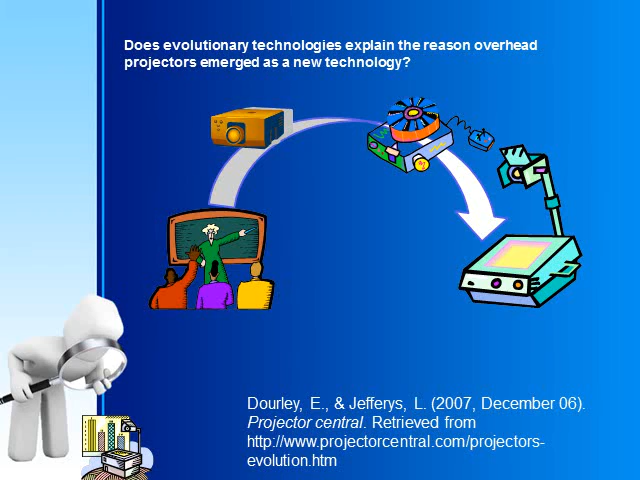 Does evolutionary technologies explain the reason overhead
projectors emerged as a new technology?
Dourley, E., & Jefferys, L. (2007, December 06).
Projector central. Retrieved from
http://www.projectorcentral.com/projectors-
evolution.htm